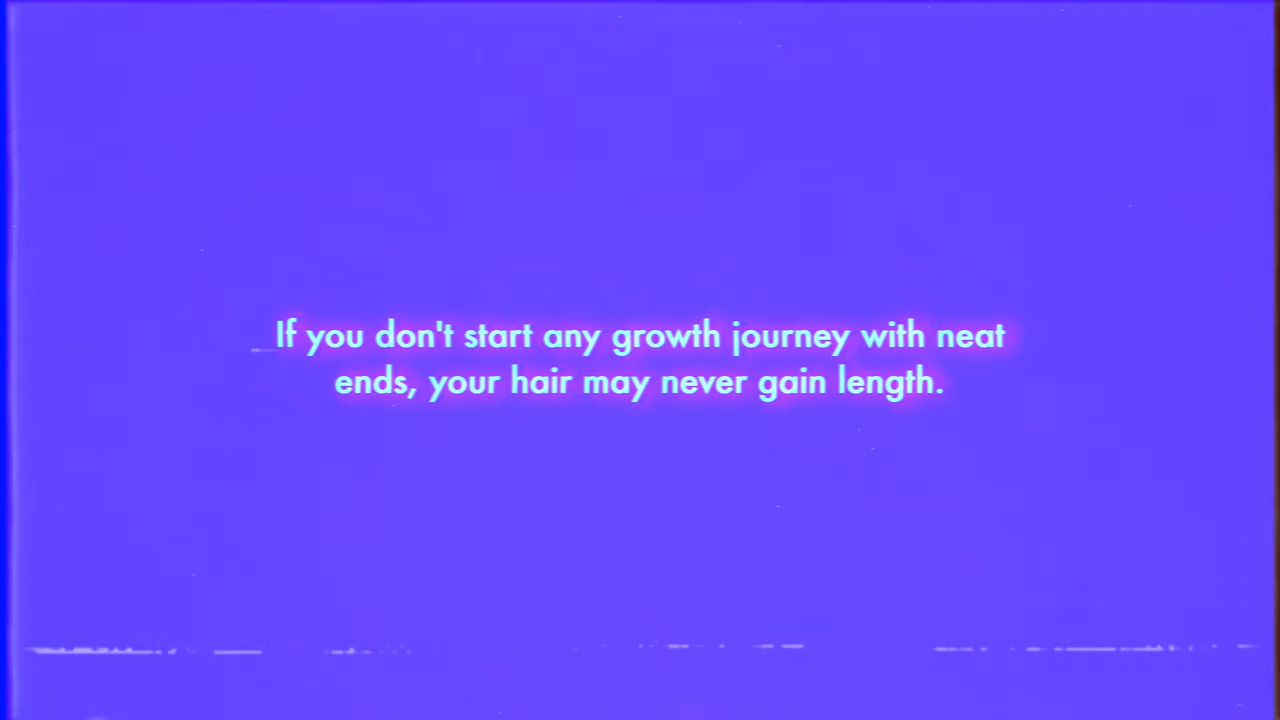 If you don't start any growth journey with neat
ends, your hair may never gain length.